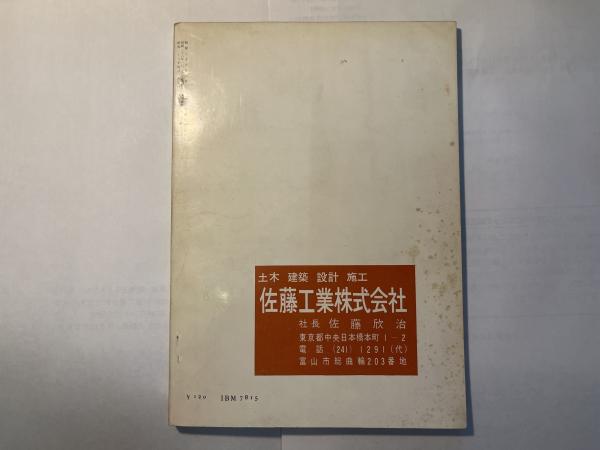 土木 建築 設計 施工
佐藤工業株式会社
社長 佐藤欣治
東京都中央日本橋本町1-2
電話 (241) 1291(代)
富山市総曲輪203番地
¥120 IBM 7815